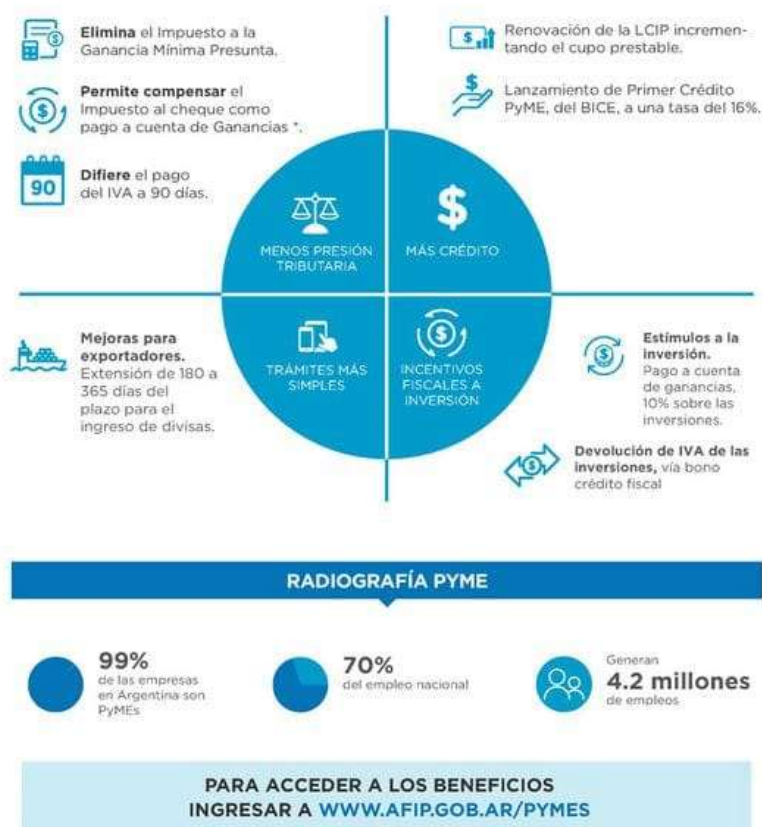 Elimina el Impuesto a la
Ganancia Mínima Presunta.
Permite compensar el
Impuesto al cheque como
pago a cuenta de Ganancias *.
90
Difiere el pago
del IVA a 90 días.
$
Renovación de la LCIP incremen-
tando el cupo prestable.
$
Lanzamiento de Primer Crédito
PyME, del BICE, a una tasa del 16%.
MENOS PRESIÓN
TRIBUTARIA
$
MÁS CRÉDITO
TRÁMITES MÁS
SIMPLES
$
INCENTIVOS
FISCALES A
INVERSIÓN
Mejoras para
exportadores.
Extensión de 180 a
365 días del
plazo para el
ingreso de divisas.
$
Estímulos a la
inversión.
Pago a cuenta
de ganancias,
10% sobre las
inversiones.
$
Devolución de IVA de las
inversiones, vía bono
crédito fiscal
RADIOGRAFÍA PYME
99%
de las empresas
en Argentina son
PyMEs
70%
del empleo nacional
Generan
4.2 millones
de empleos
PARA ACCEDER A LOS BENEFICIOS
INGRESAR A WWW.AFIP.GOB.AR/PYMES